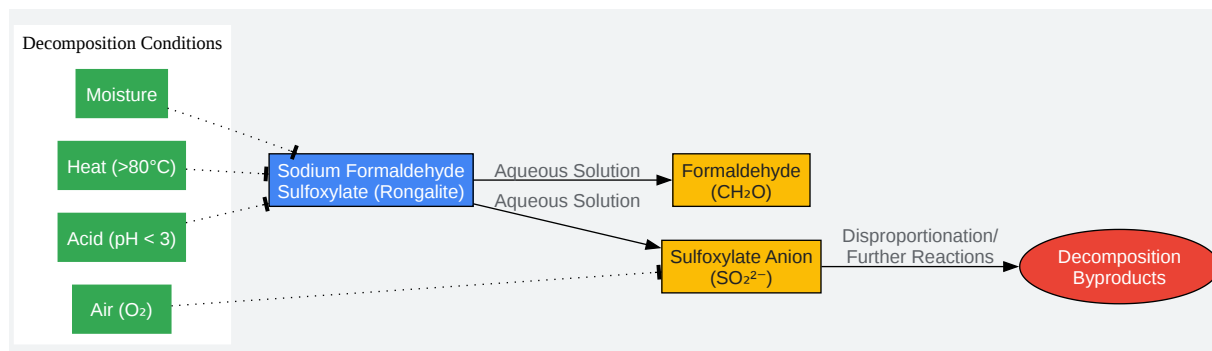 Decomposition Conditions
Moisture
Heat (>80°C)
Acid (pH < 3)
Air (O₂)
Sodium Formaldehyde
Sulfoxylate (Rongalite)
Aqueous Solution
Aqueous Solution
Formaldehyde
(CH₂O)
Sulfoxylate Anion
(SO₂²⁻)
Disproportionation/
Further Reactions
Decomposition
Byproducts